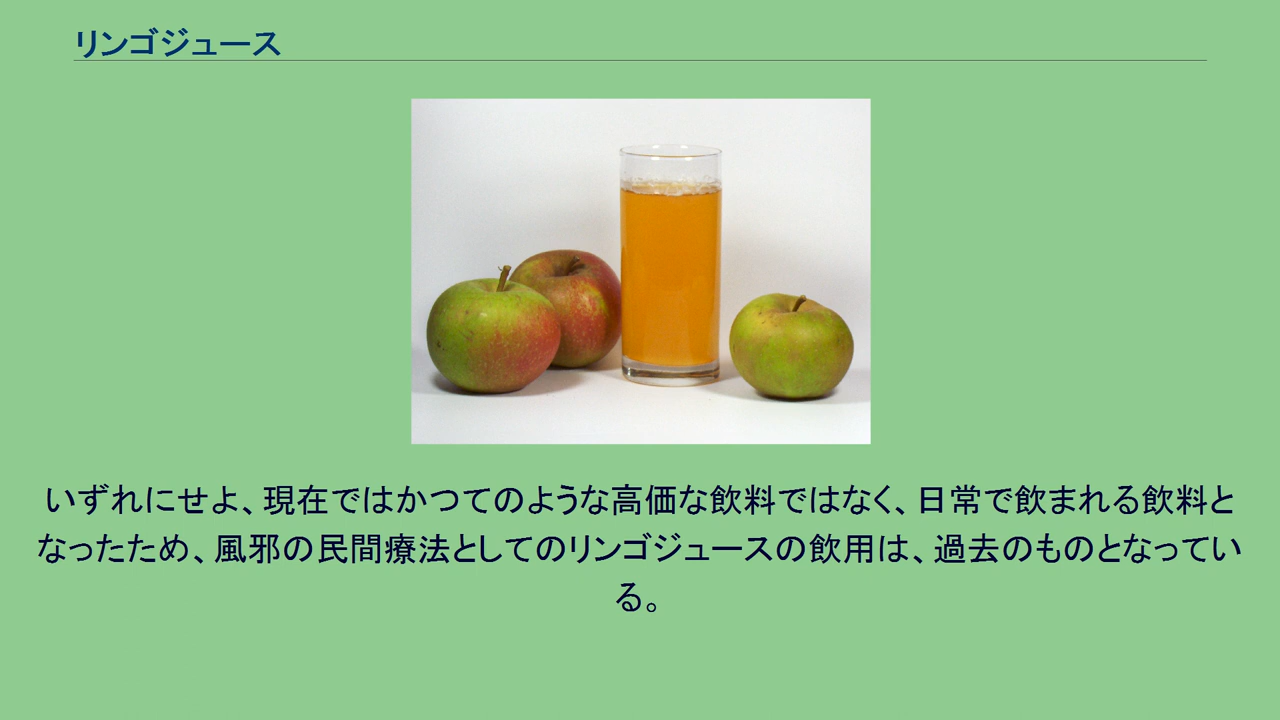 リンゴジュース
いずれにせよ、現在ではかつてのような高価な飲料ではなく、日常で飲まれる飲料と
なったため、風邪の民間療法としてのリンゴジュースの飲用は、過去のものとなってい
る。